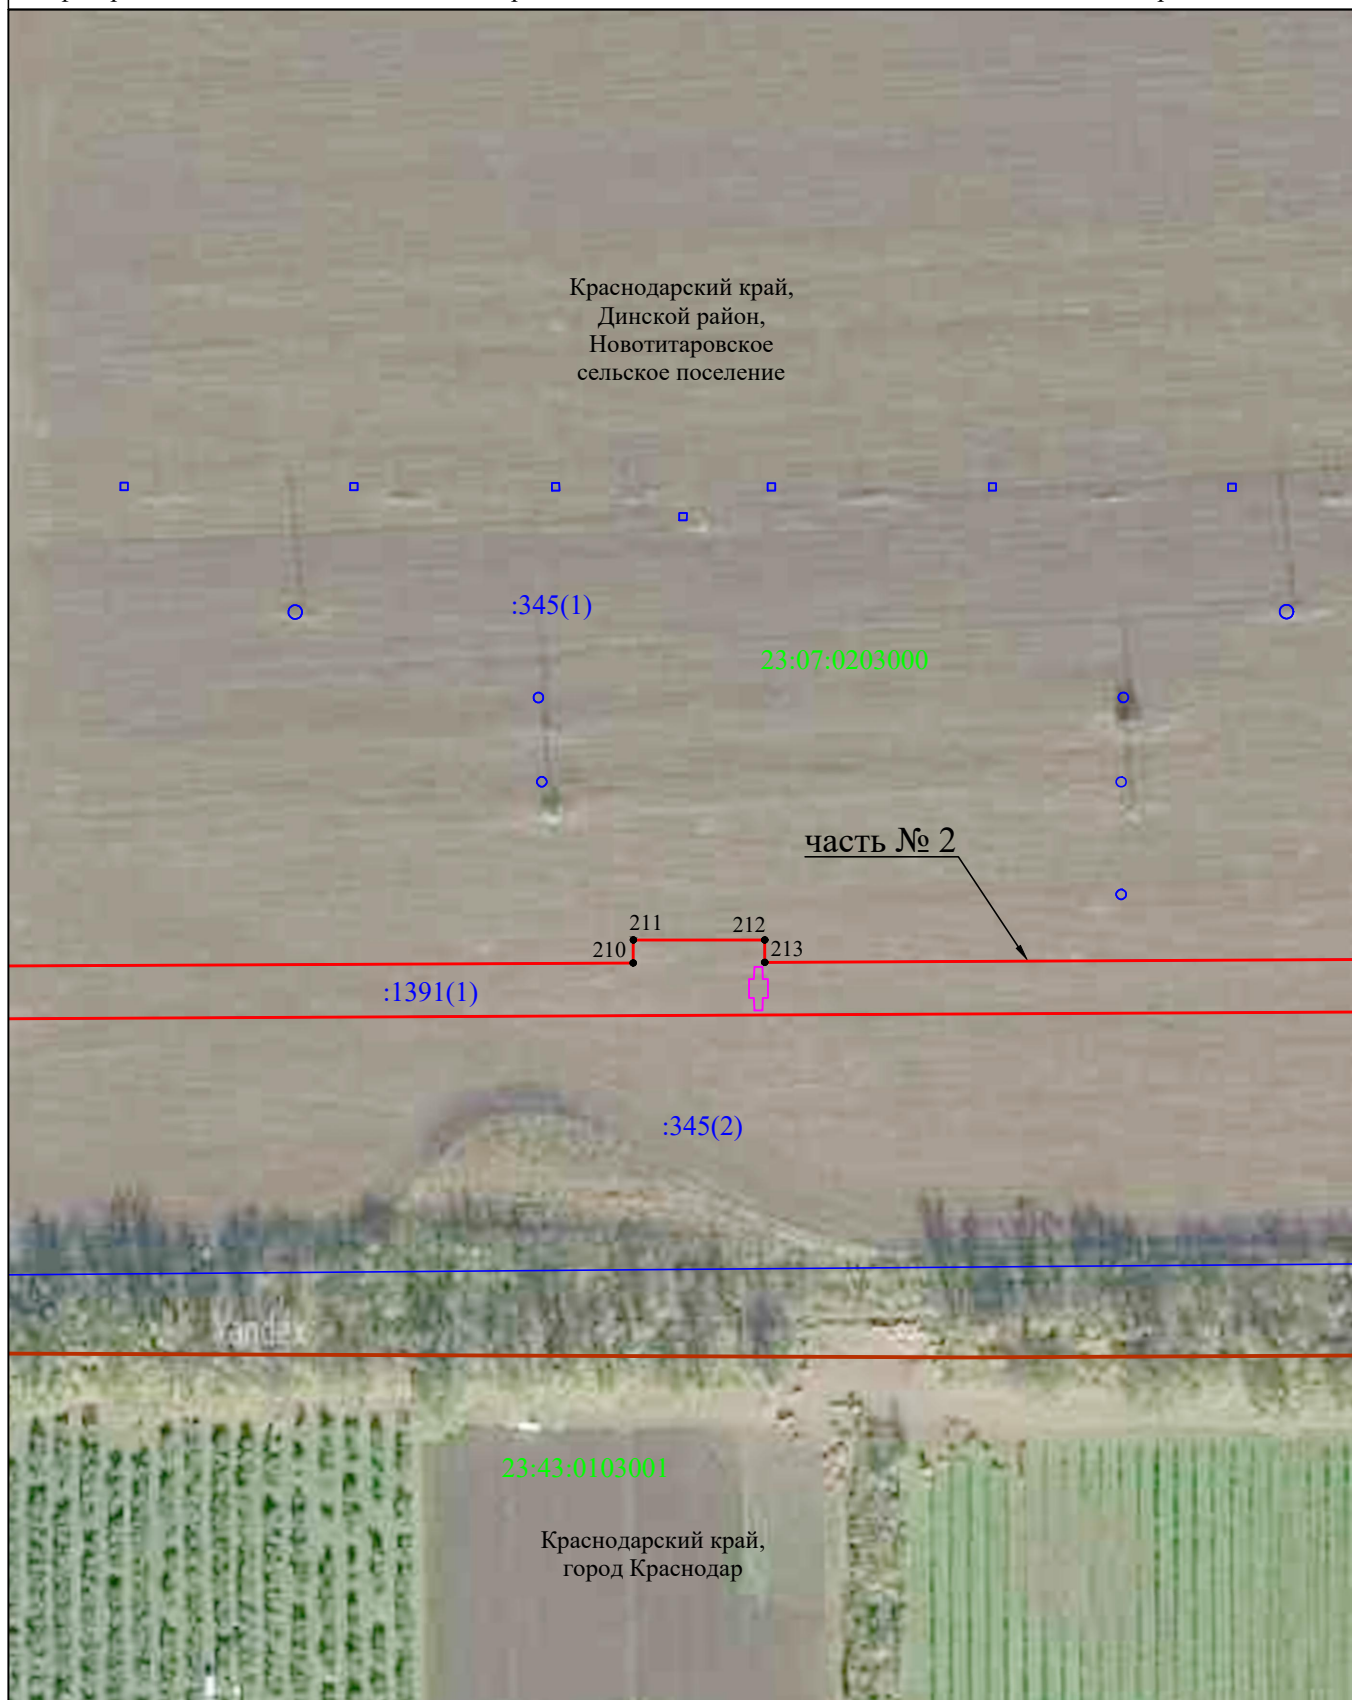 Краснодарский край,
Динской район,
Новотитаровское
сельское поселение
:345(1)
23:07:0203000
часть № 2
211
212
210
213
:1391(1)
:345(2)
Yandex
23:43:0103001
Краснодарский край,
город Краснодар